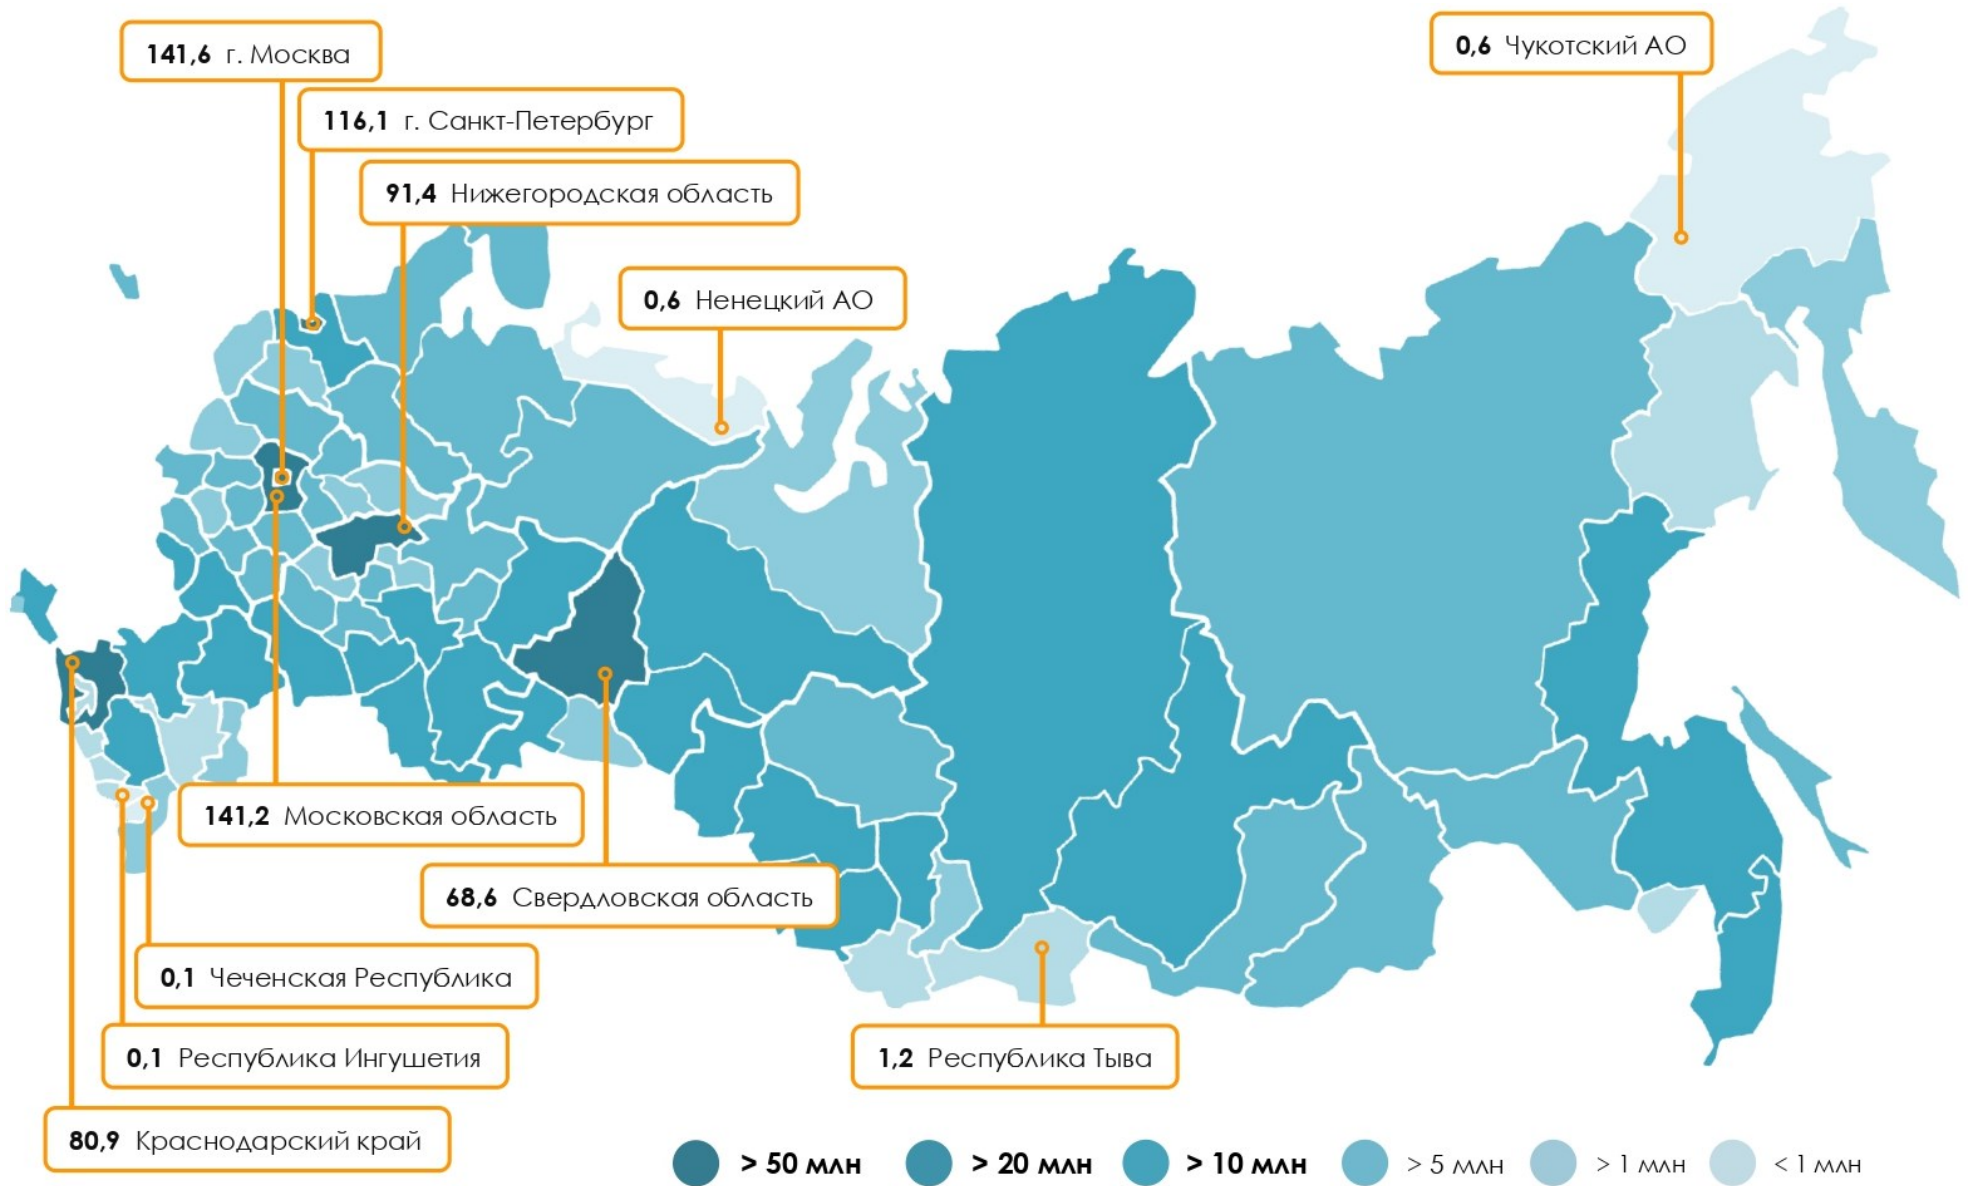 141,6 г. Москва
0,6 Чукотский АО
116,1 г. Санкт-Петербург
91,4 Нижегородская область
0,6 Ненецкий АО
141,2 Московская область
68,6 Свердловская область
0,1 Чеченская Республика
0,1 Республика Ингушетия
1,2 Республика Тыва
80,9 Краснодарский край
> 50 млн > 20 млн > 10 млн > 5 млн > 1 млн < 1 млн